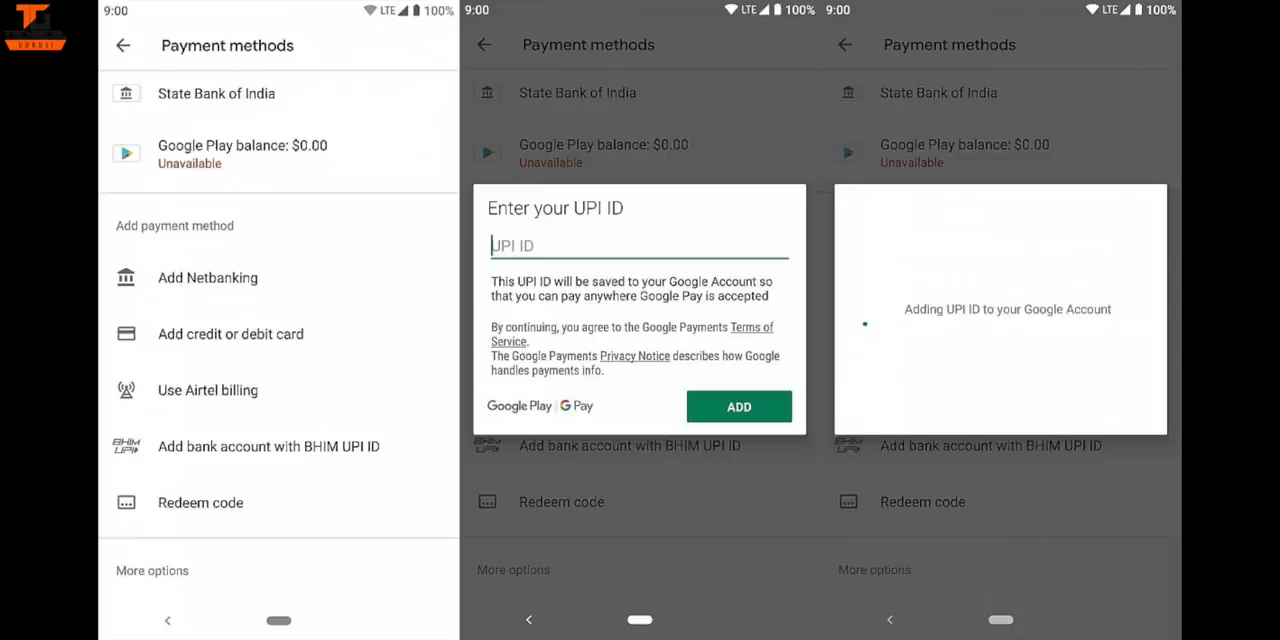 9:00
LTE
100%
Payment methods
State Bank of India
Google Play balance: $0.00
Unavailable
Add payment method
Add Netbanking
Add credit or debit card
Use Airtel billing
BHIM
UPI
Add bank account with BHIM UPI ID
Redeem code
More options
9:00
LTE
100%
Payment methods
State Bank of India
Google Play balance: $0.00
Unavailable
Enter your UPI ID
UPI ID
This UPI ID will be saved to your Google Account so
that you can pay anywhere Google Pay is accepted
By continuing, you agree to the Google Payments Terms of
Service.
The Google Payments Privacy Notice describes how Google
handles payments info.
Google Play | G Pay
ADD
BHIM
UPI
Add bank account with BHIM UPI ID
Redeem code
More options
9:00
LTE
100%
Payment methods
State Bank of India
Google Play balance: $0.00
Unavailable
Adding UPI ID to your Google Account
BHIM
UPI
Add bank account with BHIM UPI ID
Redeem code
More options